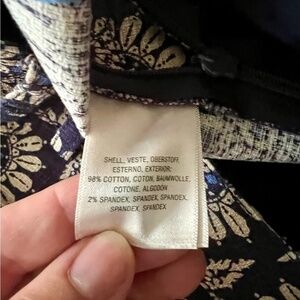 SHELL, VESTE, OBERSTOFF,
ESTERNO, EXTERIOR:
98% COTTON, COTON, BAUMWOLLE,
COTONE, ALGODÓN
2% SPANDEX, SPANDEX, SPANDEX,
SPANDEX, SPANDEX